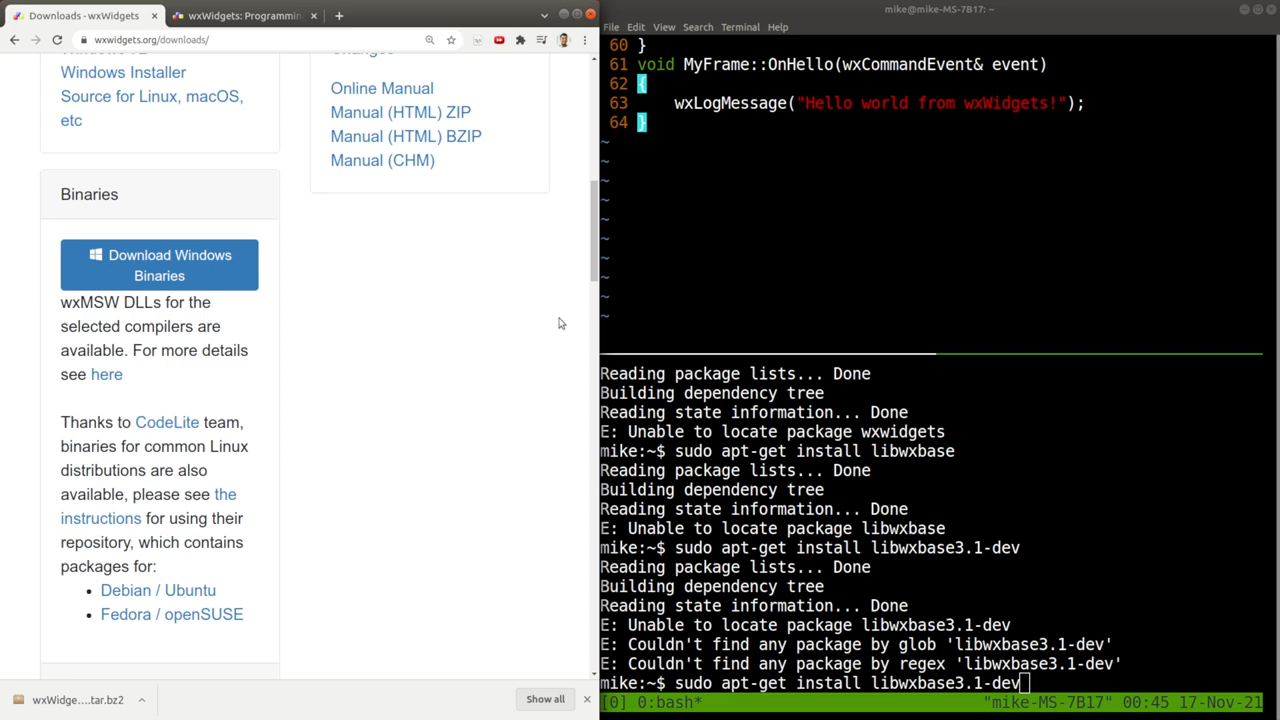 Downloads - wxWidgets
wxWidgets: Programmin
wxwidgets.org/downloads/
Windows Installer
Source for Linux, macOS,
etc
Online Manual
Manual (HTML) ZIP
Manual (HTML) BZIP
Manual (CHM)
Binaries
Download Windows
Binaries
wxMSW DLLs for the
selected compilers are
available. For more details
see here
Thanks to CodeLite team,
binaries for common Linux
distributions are also
available, please see the
instructions for using their
repository, which contains
packages for:
Debian / Ubuntu
Fedora / openSUSE
wxWidge....tar.bz2
Show all
mike@mike-MS-7B17: ~
File Edit View Search Terminal Help
60 }
61 void MyFrame::OnHello(wxCommandEvent& event)
62 {
63 wxLogMessage("Hello world from wxWidgets!");
64 }
~
~
~
~
~
~
~
~
~
~
Reading package lists... Done
Building dependency tree
Reading state information... Done
E: Unable to locate package wxwidgets
mike:~$ sudo apt-get install libwxbase
Reading package lists... Done
Building dependency tree
Reading state information... Done
E: Unable to locate package libwxbase
mike:~$ sudo apt-get install libwxbase3.1-dev
Reading package lists... Done
Building dependency tree
Reading state information... Done
E: Unable to locate package libwxbase3.1-dev
E: Couldn't find any package by glob 'libwxbase3.1-dev'
E: Couldn't find any package by regex 'libwxbase3.1-dev'
mike:~$ sudo apt-get install libwxbase3.1-dev
[0] 0:bash* "mike-MS-7B17" 00:45 17-Nov-21